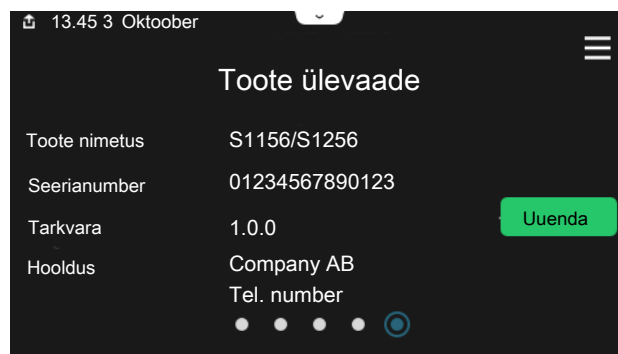 13.45 3 Oktoober
Toote ülevaade
Toote nimetus S1156/S1256
Seerianumber 01234567890123
Tarkvara 1.0.0 Uuenda
Hooldus Company AB
Tel. number